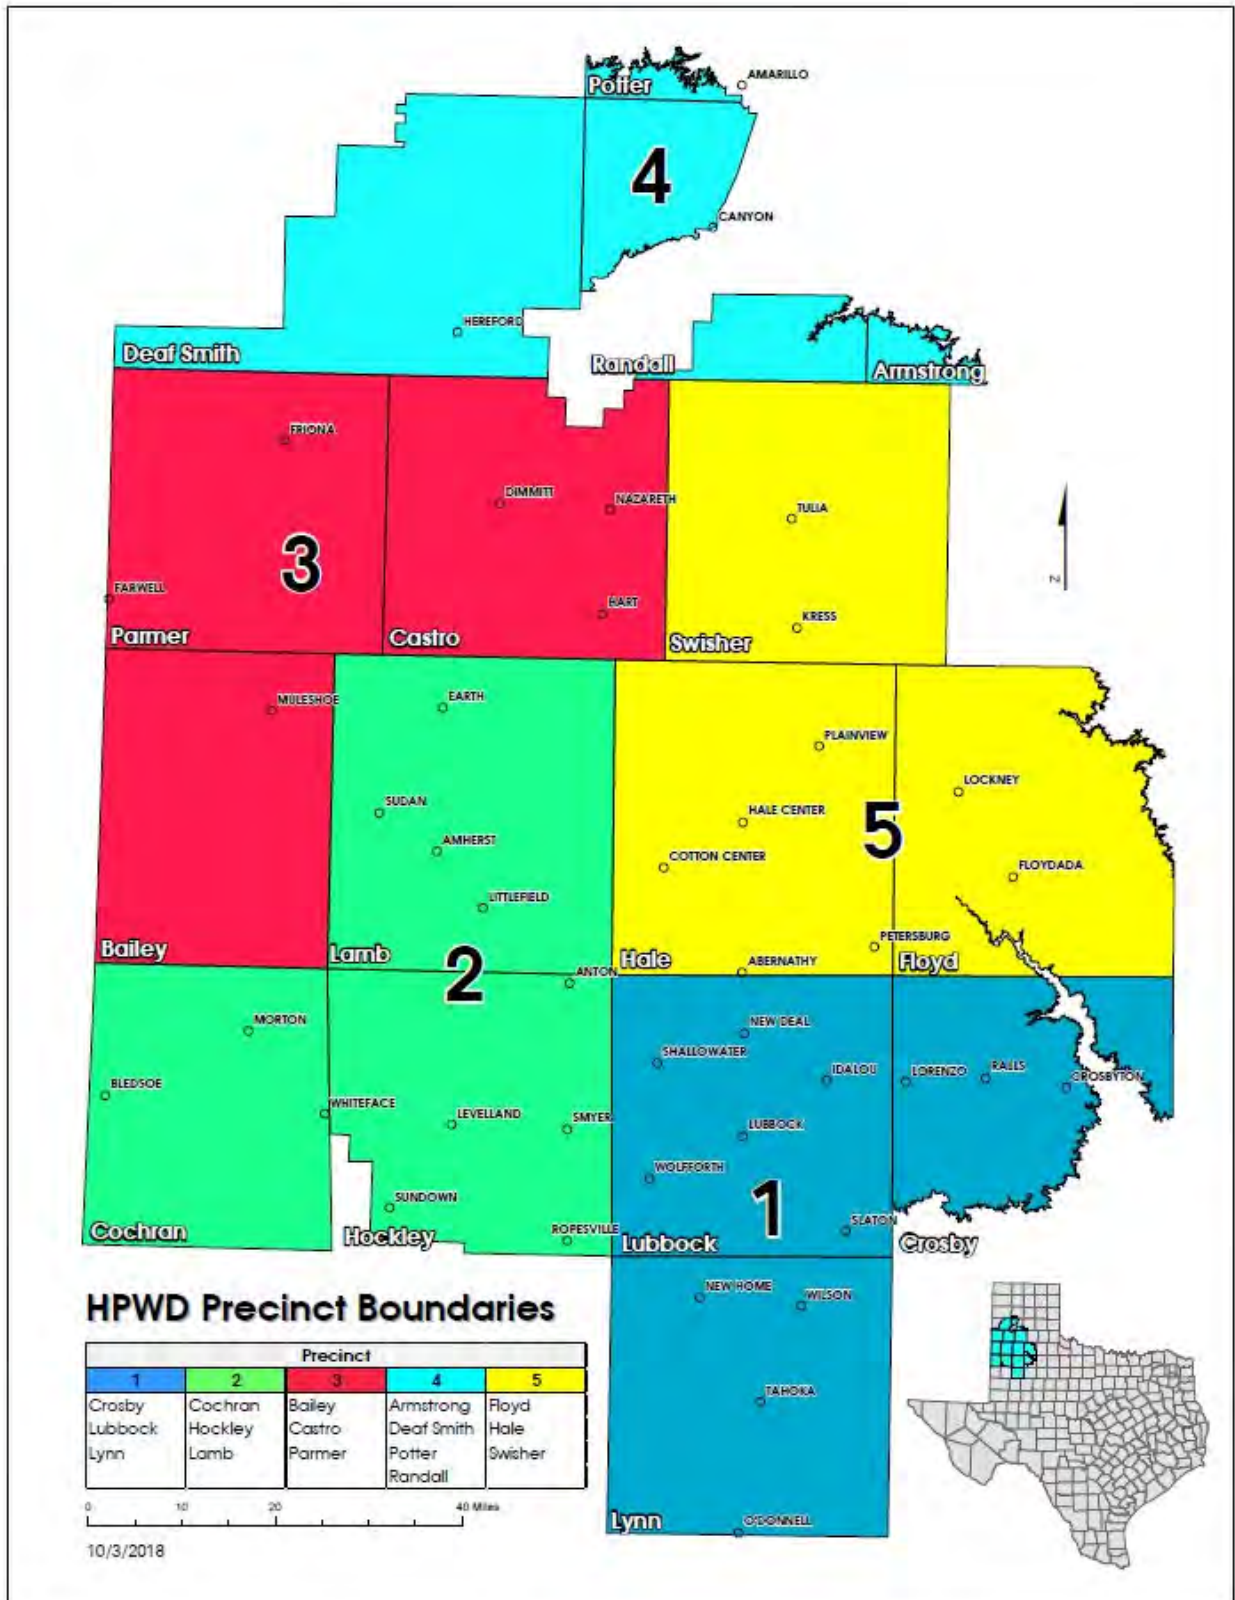 AMARILLO
Potter
4
CANYON
HEREFORD
Deaf Smith
Randall
Armstrong
FRIONA
DIMMITT
NAZARETH
TULIA
3
FARWELL
HART
KRESS
Parmer
Castro
Swisher
MULESHOE
EARTH
PLAINVIEW
LOCKNEY
SUDAN
HALE CENTER
5
AMHERST
COTTON CENTER
FLOYDADA
LITTLEFIELD
PETERSBURG
Bailey
Lamb
2
Hale
ABERNATHY
Floyd
ANTON
MORTON
NEW DEAL
SHALLOWATER
IDALOU
LORENZO
RALLS
CROSBYTON
BLEDSOE
WHITEFACE
LEVELLAND
SMYER
LUBBOCK
WOLFFORTH
1
SUNDOWN
SLATON
ROPESVILLE
Cochran
Hockley
Lubbock
Crosby
NEW HOME
WILSON
TAHOKA
Lynn
O'DONNELL
N
HPWD Precinct Boundaries
Precinct
1 2 3 4 5
Crosby Cochran Bailey Armstrong Floyd
Lubbock Hockley Castro Deaf Smith Hale
Lynn Lamb Parmer Potter Swisher
Randall
0 10 20 40 Miles
10/3/2018